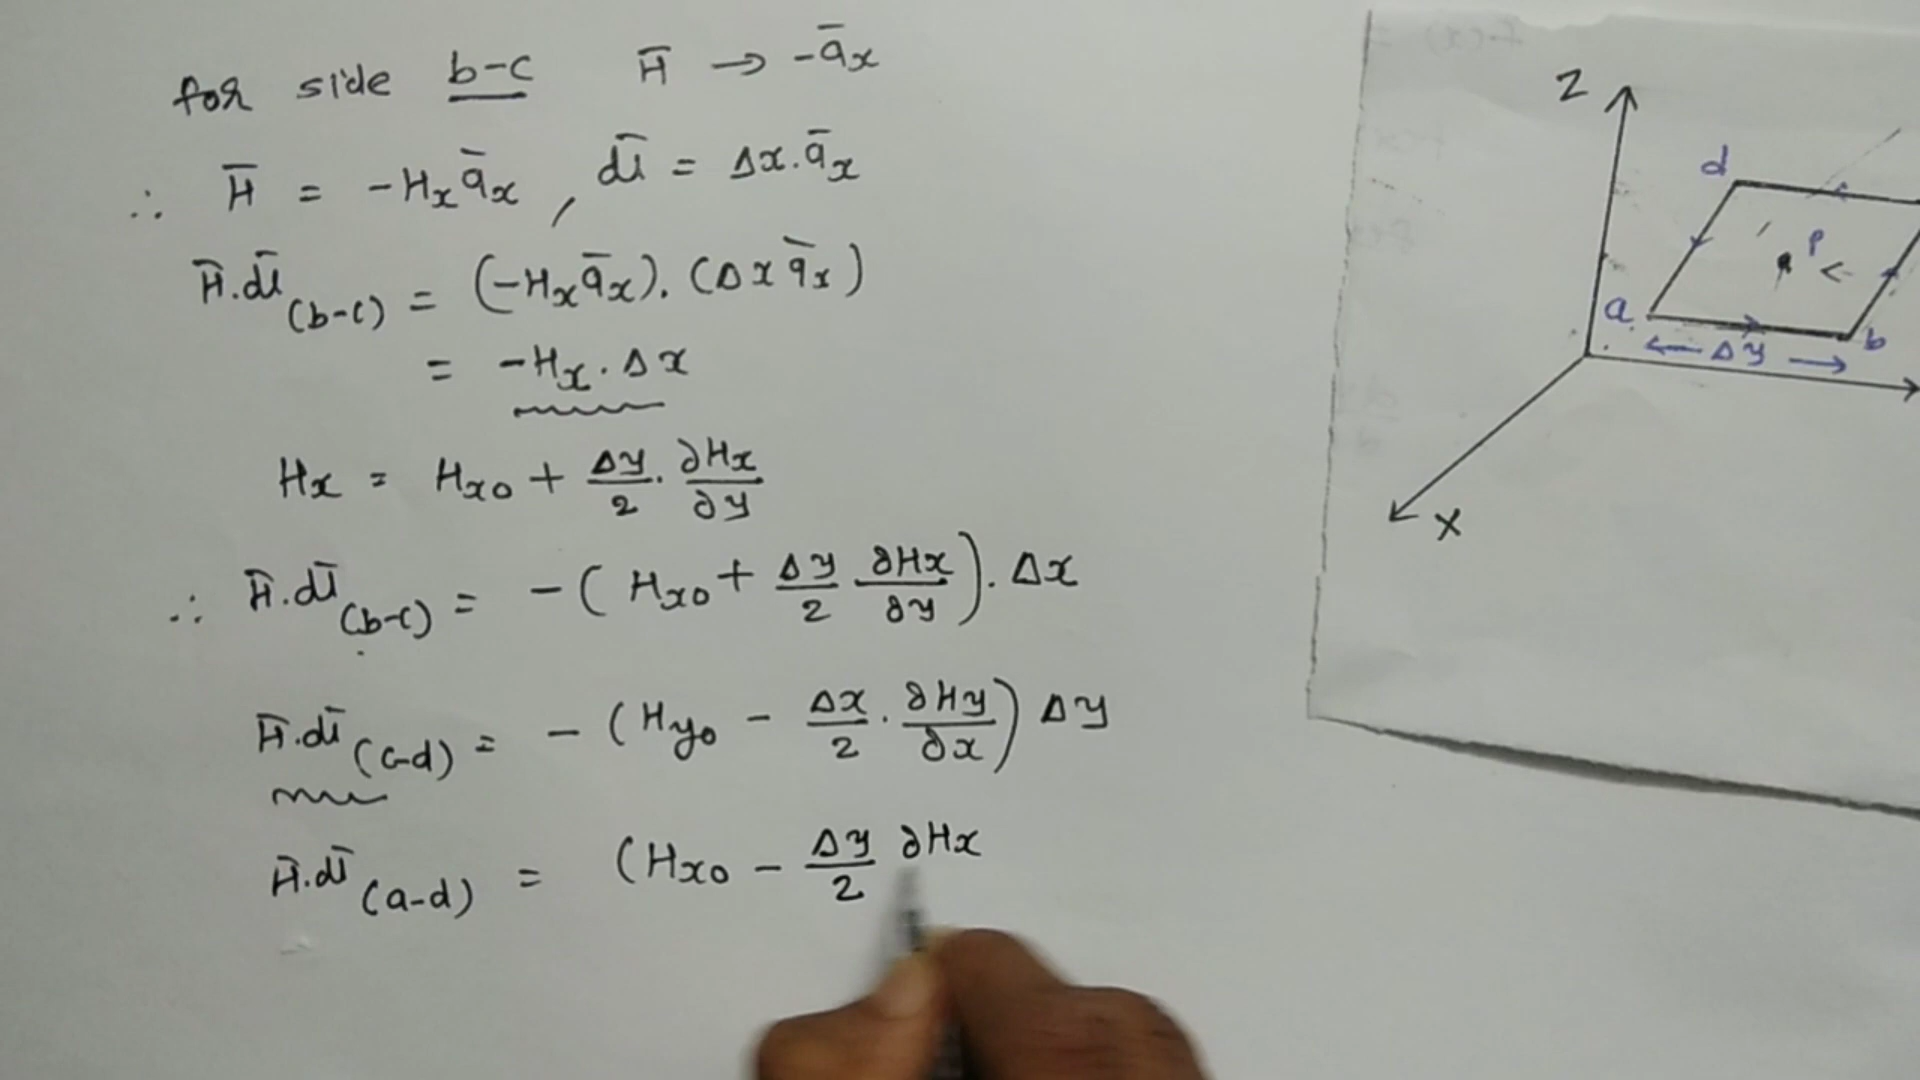 for side b-c H̄ → -āx
∴ H̄ = -Hx āx , dl̄ = Δx.āx
H̄.dl̄(b-c) = (-Hx āx).(Δx āx)
= -Hx.Δx
Hx = Hx0 + Δy/2 . ∂Hx/∂y
∴ H̄.dl̄(b-c) = -(Hx0 + Δy/2 ∂Hx/∂y).Δx
H̄.dl̄(c-d) = -(Hy0 - Δx/2 . ∂Hy/∂x) Δy
H̄.dl̄(a-d) = (Hx0 - Δy/2 ∂Hx
Z
d
P
a
b
Δy
X